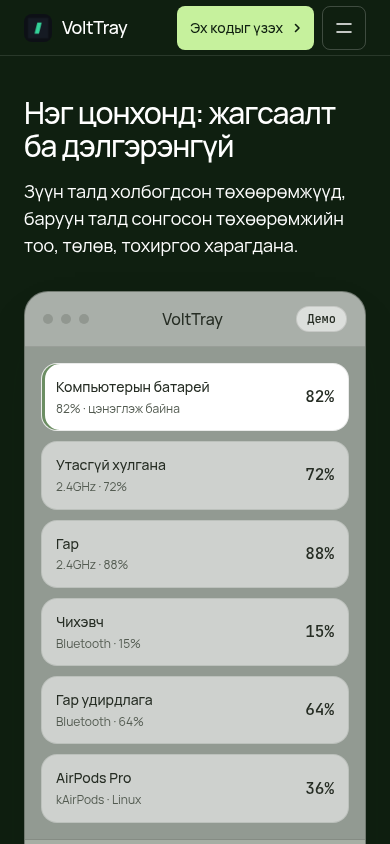 VoltTray
Эх кодыг үзэх
Нэг цонхонд: жагсаалт
ба дэлгэрэнгүй
Зүүн талд холбогдсон төхөөрөмжүүд,
баруун талд сонгосон төхөөрөмжийн
тоо, төлөв, тохиргоо харагдана.
VoltTray
Демо
Компьютерын батарей
82% · цэнэглэж байна
82%
Утасгүй хулгана
2.4GHz · 72%
72%
Гар
2.4GHz · 88%
88%
Чихэвч
Bluetooth · 15%
15%
Гар удирдлага
Bluetooth · 64%
64%
AirPods Pro
kAirPods · Linux
36%